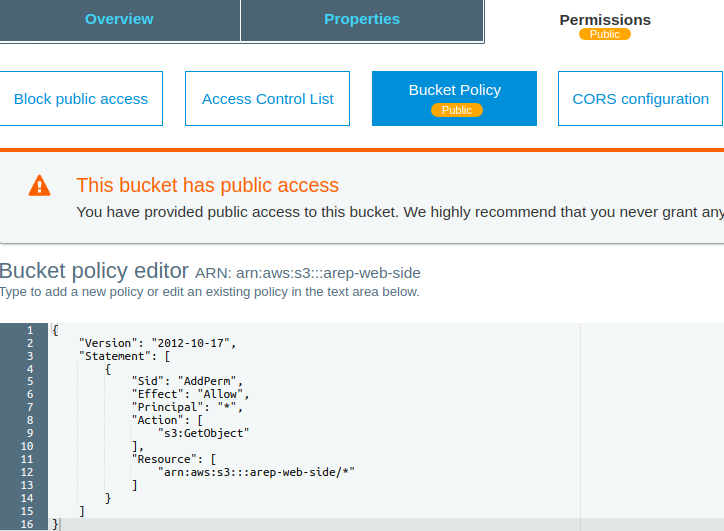 Overview Properties Permissions
Public
Block public access Access Control List Bucket Policy CORS configuration
Public
This bucket has public access
You have provided public access to this bucket. We highly recommend that you never grant any
Bucket policy editor ARN: arn:aws:s3:::arep-web-side
Type to add a new policy or edit an existing policy in the text area below.
1 {
2 "Version": "2012-10-17",
3 "Statement": [
4 {
5 "Sid": "AddPerm",
6 "Effect": "Allow",
7 "Principal": "*",
8 "Action": [
9 "s3:GetObject"
10 ],
11 "Resource": [
12 "arn:aws:s3:::arep-web-side/*"
13 ]
14 }
15 ]
16 }